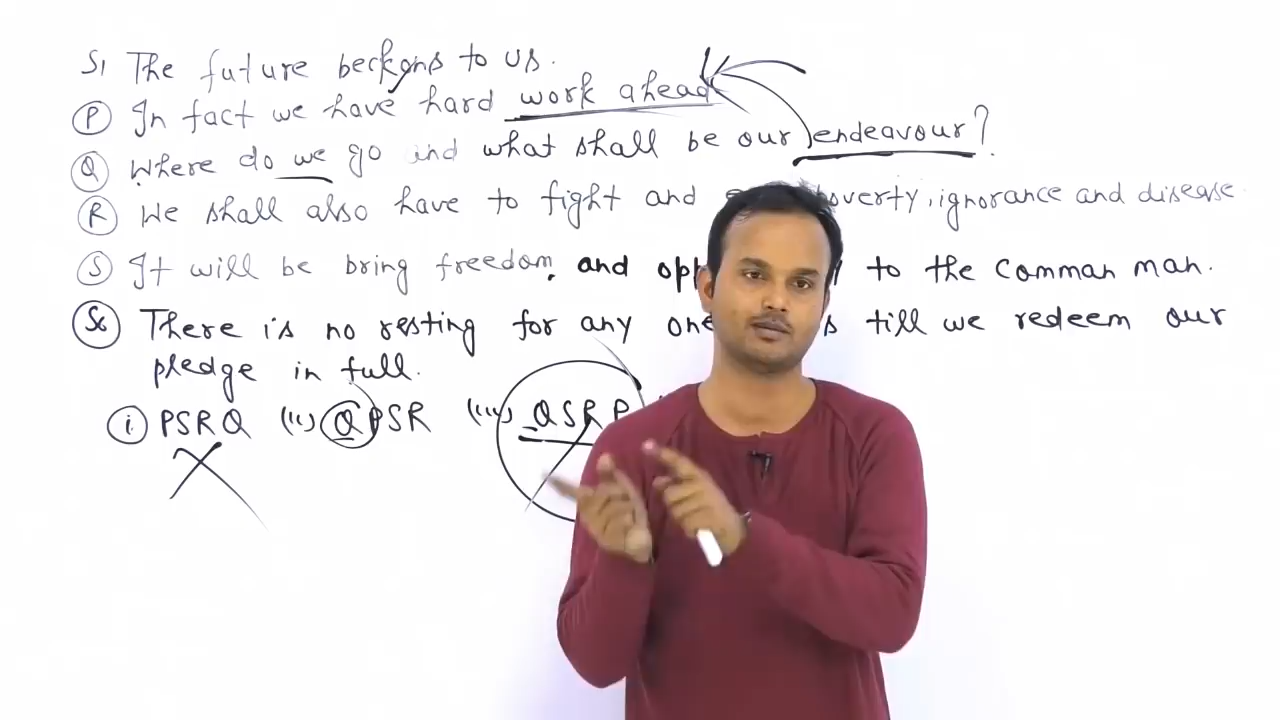 S1 The future beckons to us.
P In fact we have hard work ahead
Q Where do we go and what shall be our endeavour?
R We shall also have to fight and poverty, ignorance and disease.
S It will be bring freedom, and to the Comman man.
S6 There is no resting for any one till we redeem our
pledge in full.
(i) PSRQ (ii) QPSR (iii) QSRP